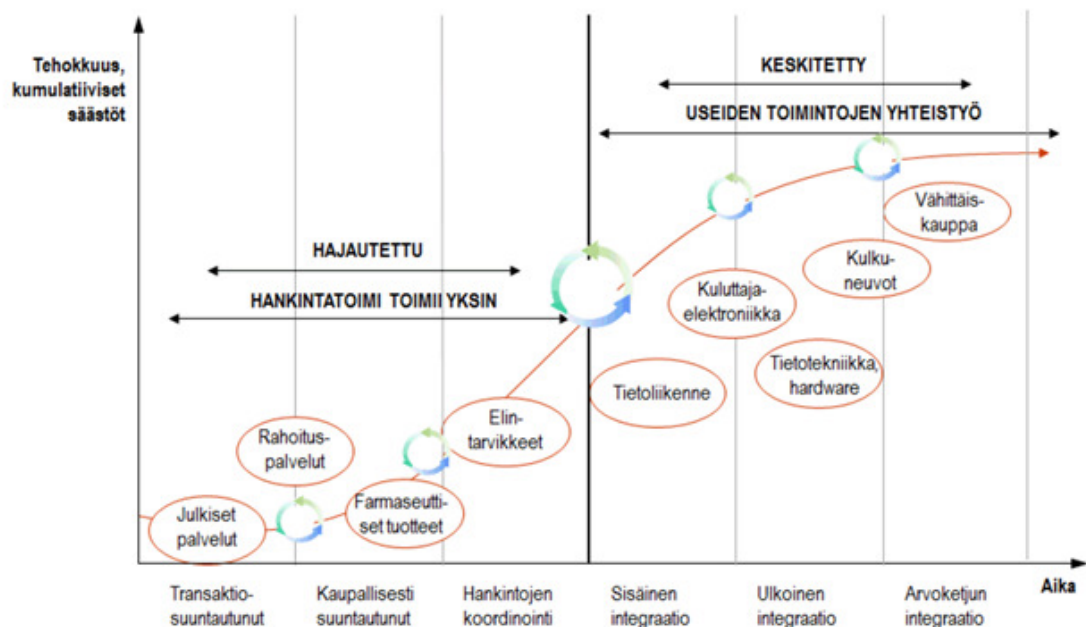 Tehokkuus,
kumulatiiviset
säästöt
KESKITETTY
USEIDEN TOIMINTOJEN YHTEISTYÖ
Vähittäis-
kauppa
HAJAUTETTU
Kulku-
neuvot
HANKINTATOIMI TOIMII YKSIN
Kuluttaja-
elektroniikka
Tietoliikenne
Tietotekniikka,
hardware
Elin-
tarvikkeet
Rahoitus-
palvelut
Farmaseutti-
set tuotteet
Julkiset
palvelut
Aika
Transaktio-
suuntautunut
Kaupallisesti
suuntautunut
Hankintojen
koordinointi
Sisäinen
integraatio
Ulkoinen
integraatio
Arvoketjun
integraatio